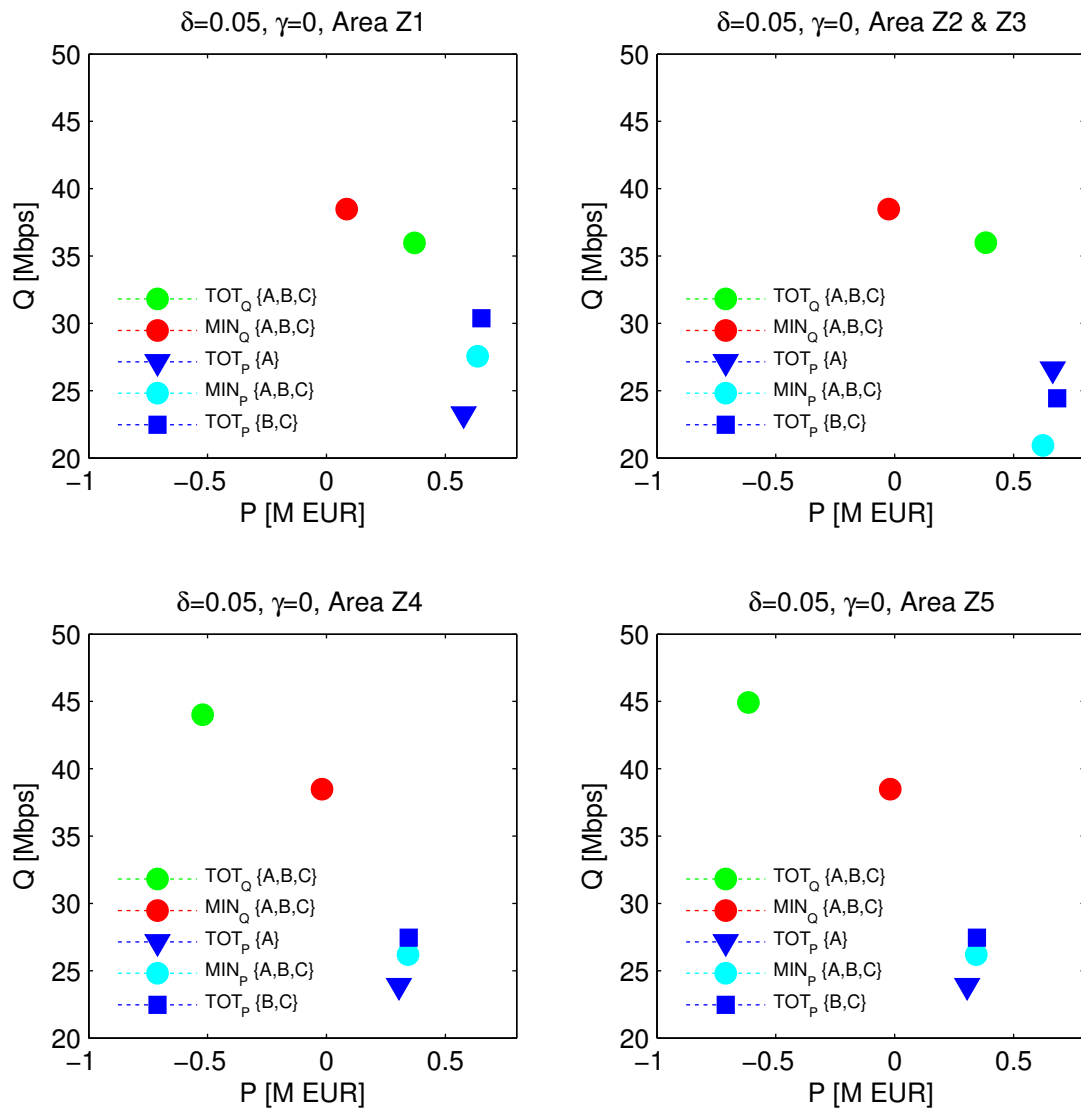 δ=0.05, γ=0, Area Z1
50
45
40
35
30
25
20
Q [Mbps]
TOT_Q {A,B,C}
MIN_Q {A,B,C}
TOT_P {A}
MIN_P {A,B,C}
TOT_P {B,C}
−1
−0.5
0
0.5
P [M EUR]
δ=0.05, γ=0, Area Z2 & Z3
50
45
40
35
30
25
20
Q [Mbps]
TOT_Q {A,B,C}
MIN_Q {A,B,C}
TOT_P {A}
MIN_P {A,B,C}
TOT_P {B,C}
−1
−0.5
0
0.5
P [M EUR]
δ=0.05, γ=0, Area Z4
50
45
40
35
30
25
20
Q [Mbps]
TOT_Q {A,B,C}
MIN_Q {A,B,C}
TOT_P {A}
MIN_P {A,B,C}
TOT_P {B,C}
−1
−0.5
0
0.5
P [M EUR]
δ=0.05, γ=0, Area Z5
50
45
40
35
30
25
20
Q [Mbps]
TOT_Q {A,B,C}
MIN_Q {A,B,C}
TOT_P {A}
MIN_P {A,B,C}
TOT_P {B,C}
−1
−0.5
0
0.5
P [M EUR]